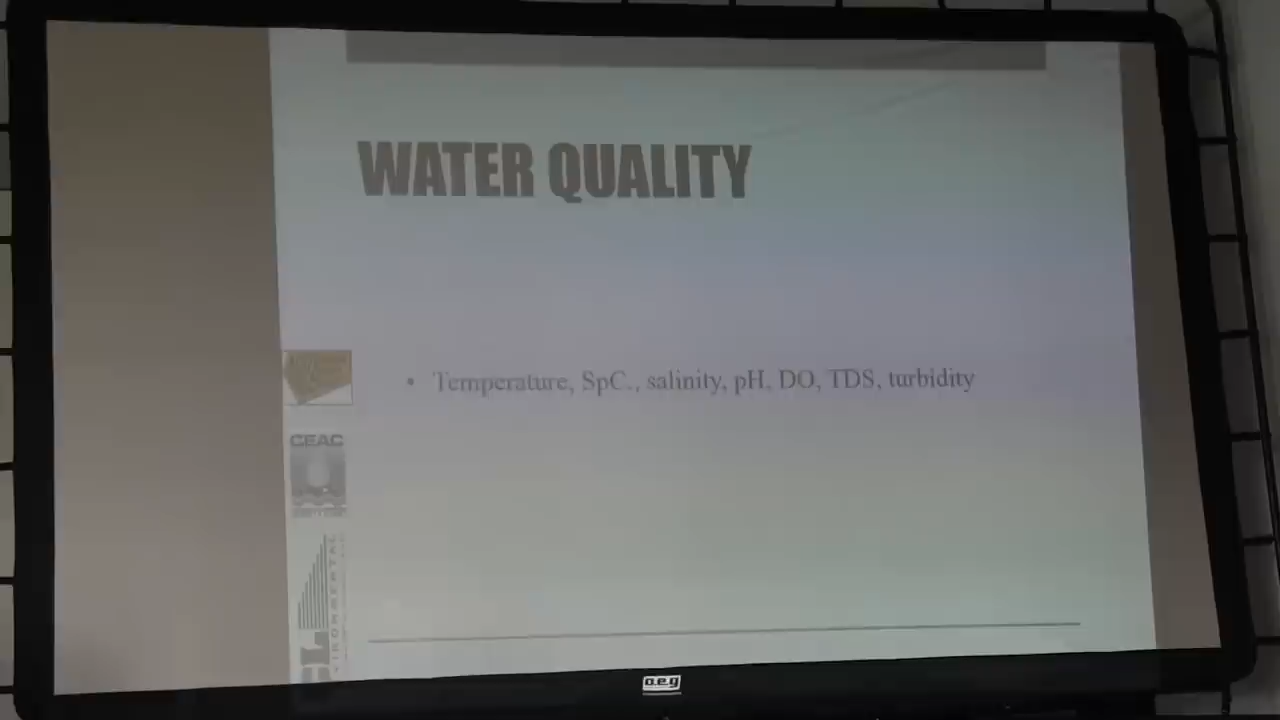 WATER QUALITY
• Temperature, SpC., salinity, pH, DO, TDS, turbidity
CEAC
a.e.g